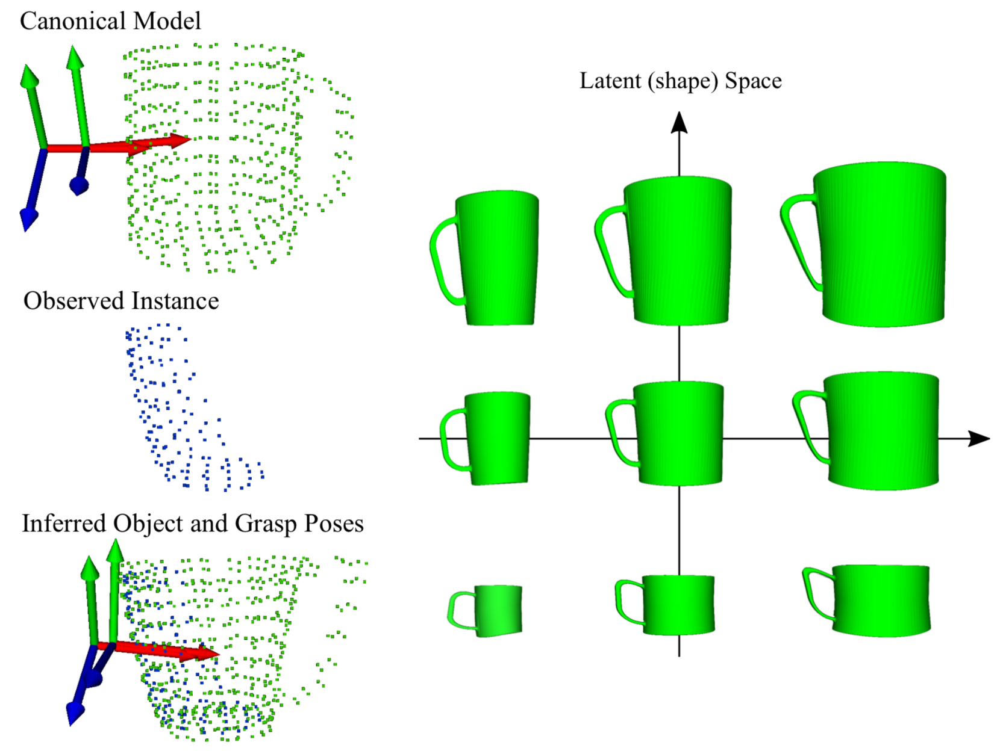 Canonical Model
Latent (shape) Space
Observed Instance
Inferred Object and Grasp Poses